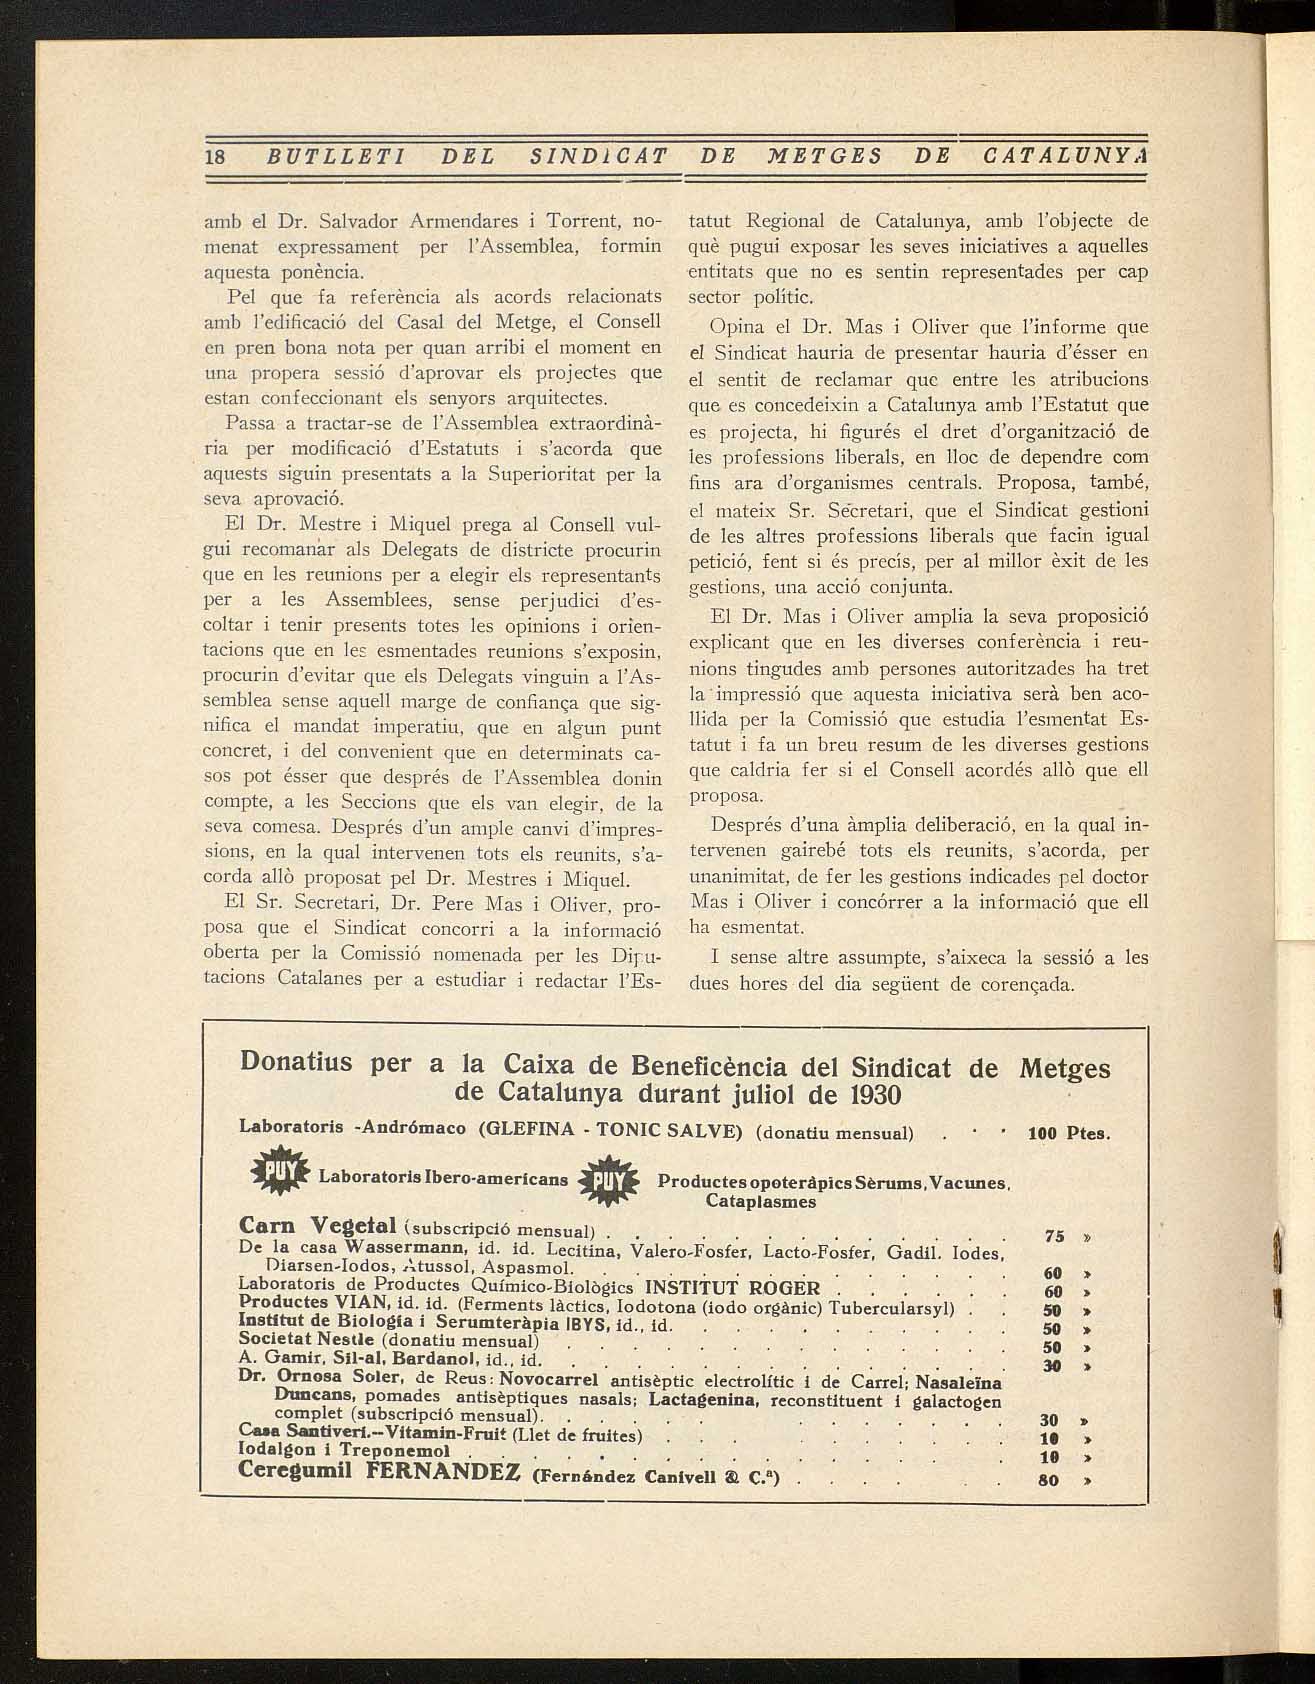 18 BUTLLETI DEL SINDICAT DE METGES DE CATALUNYA
amb el Dr. Salvador Armendares i Torrent, no-
menat expressament per l'Assemblea, formin
aquesta ponència.
Pel que fa referència als acords relacionats
amb l'edificació del Casal del Metge, el Consell
en pren bona nota per quan arribi el moment en
una propera sessió d'aprovar els projectes que
estan confeccionant els senyors arquitectes.
Passa a tractar-se de l'Assemblea extraordinà-
ria per modificació d'Estatuts i s'acorda que
aquests siguin presentats a la Superioritat per la
seva aprovació.
El Dr. Mestre i Miquel prega al Consell vul-
gui recomanar als Delegats de districte procurin
que en les reunions per a elegir els representants
per a les Assemblees, sense perjudici d'es-
coltar i tenir presents totes les opinions i orien-
tacions que en les esmentades reunions s'exposin,
procurin d'evitar que els Delegats vinguin a l'As-
semblea sense aquell marge de confiança que sig-
nifica el mandat imperatiu, que en algun punt
concret, i del convenient que en determinats ca-
sos pot ésser que després de l'Assemblea donin
compte, a les Seccions que els van elegir, de la
seva comesa. Després d'un ample canvi d'impres-
sions, en la qual intervenen tots els reunits, s'a-
corda allò proposat pel Dr. Mestres i Miquel.
El Sr. Secretari, Dr. Pere Mas i Oliver, pro-
posa que el Sindicat concorri a la informació
oberta per la Comissió nomenada per les Dipu-
tacions Catalanes per a estudiar i redactar l'Es-
tatut Regional de Catalunya, amb l'objecte de
què pugui exposar les seves iniciatives a aquelles
entitats que no es sentin representades per cap
sector polític.
Opina el Dr. Mas i Oliver que l'informe que
el Sindicat hauria de presentar hauria d'ésser en
el sentit de reclamar que entre les atribucions
que es concedeixin a Catalunya amb l'Estatut que
es projecta, hi figurés el dret d'organització de
les professions liberals, en lloc de dependre com
fins ara d'organismes centrals. Proposa, també,
el mateix Sr. Secretari, que el Sindicat gestioni
de les altres professions liberals que facin igual
petició, fent si és precís, per al millor èxit de les
gestions, una acció conjunta.
El Dr. Mas i Oliver amplia la seva proposició
explicant que en les diverses conferència i reu-
nions tingudes amb persones autoritzades ha tret
la impressió que aquesta iniciativa serà ben aco-
llida per la Comissió que estudia l'esmentat Es-
tatut i fa un breu resum de les diverses gestions
que caldria fer si el Consell acordés allò que ell
proposa.
Després d'una àmplia deliberació, en la qual in-
tervenen gairebé tots els reunits, s'acorda, per
unanimitat, de fer les gestions indicades pel doctor
Mas i Oliver i concórrer a la informació que ell
ha esmentat.
I sense altre assumpte, s'aixeca la sessió a les
dues hores del dia següent de corençada.
Donatius per a la Caixa de Beneficència del Sindicat de Metges
de Catalunya durant juliol de 1930
Laboratoris -Andrómaco (GLEFINA - TONIC SALVE) (donatiu mensual) . . . 100 Ptes.
PUY Laboratoris Ibero-americans PUY Productes opoteràpics Sèrums, Vacunes,
Cataplasmes
Carn Vegetal (subscripció mensual) . . . . . . . . . . . . 75 »
De la casa Wassermann, id. id. Lecitina, Valero-Fosfer, Lacto-Fosfer, Gadil. Iodes,
Diarsen-Iodos, Atussol, Aspasmol. . . . . . . . . . . . . 60 »
Laboratoris de Productes Químico-Biològics INSTITUT ROGER . . . . . . 60 »
Productes VIAN, id. id. (Ferments làctics, Iodotona (iodo orgànic) Tubercularsyl) . . 50 »
Institut de Biologia i Serumteràpia IBYS, id., id. . . . . . . . . . . 50 »
Societat Nestle (donatiu mensual) . . . . . . . . . . . . . 50 »
A. Gamir, Sil-al, Bardanol, id., id. . . . . . . . . . . . . . 30 »
Dr. Ornosa Soler, de Reus: Novocarrel antisèptic electrolític i de Carrel; Nasaleïna
Duncans, pomades antisèptiques nasals; Lactagenina, reconstituent i galactogen
complet (subscripció mensual). . . . . . . . . . . . . 30 »
Casa Santiveri.--Vitamin-Fruit (Llet de fruites) . . . . . . . . . . 10 »
Iodalgon i Treponemol . . . . . . . . . . . . . . . . 10 »
Ceregumil FERNANDEZ (Fernández Canivell & C.ª) . . . . . 80 »